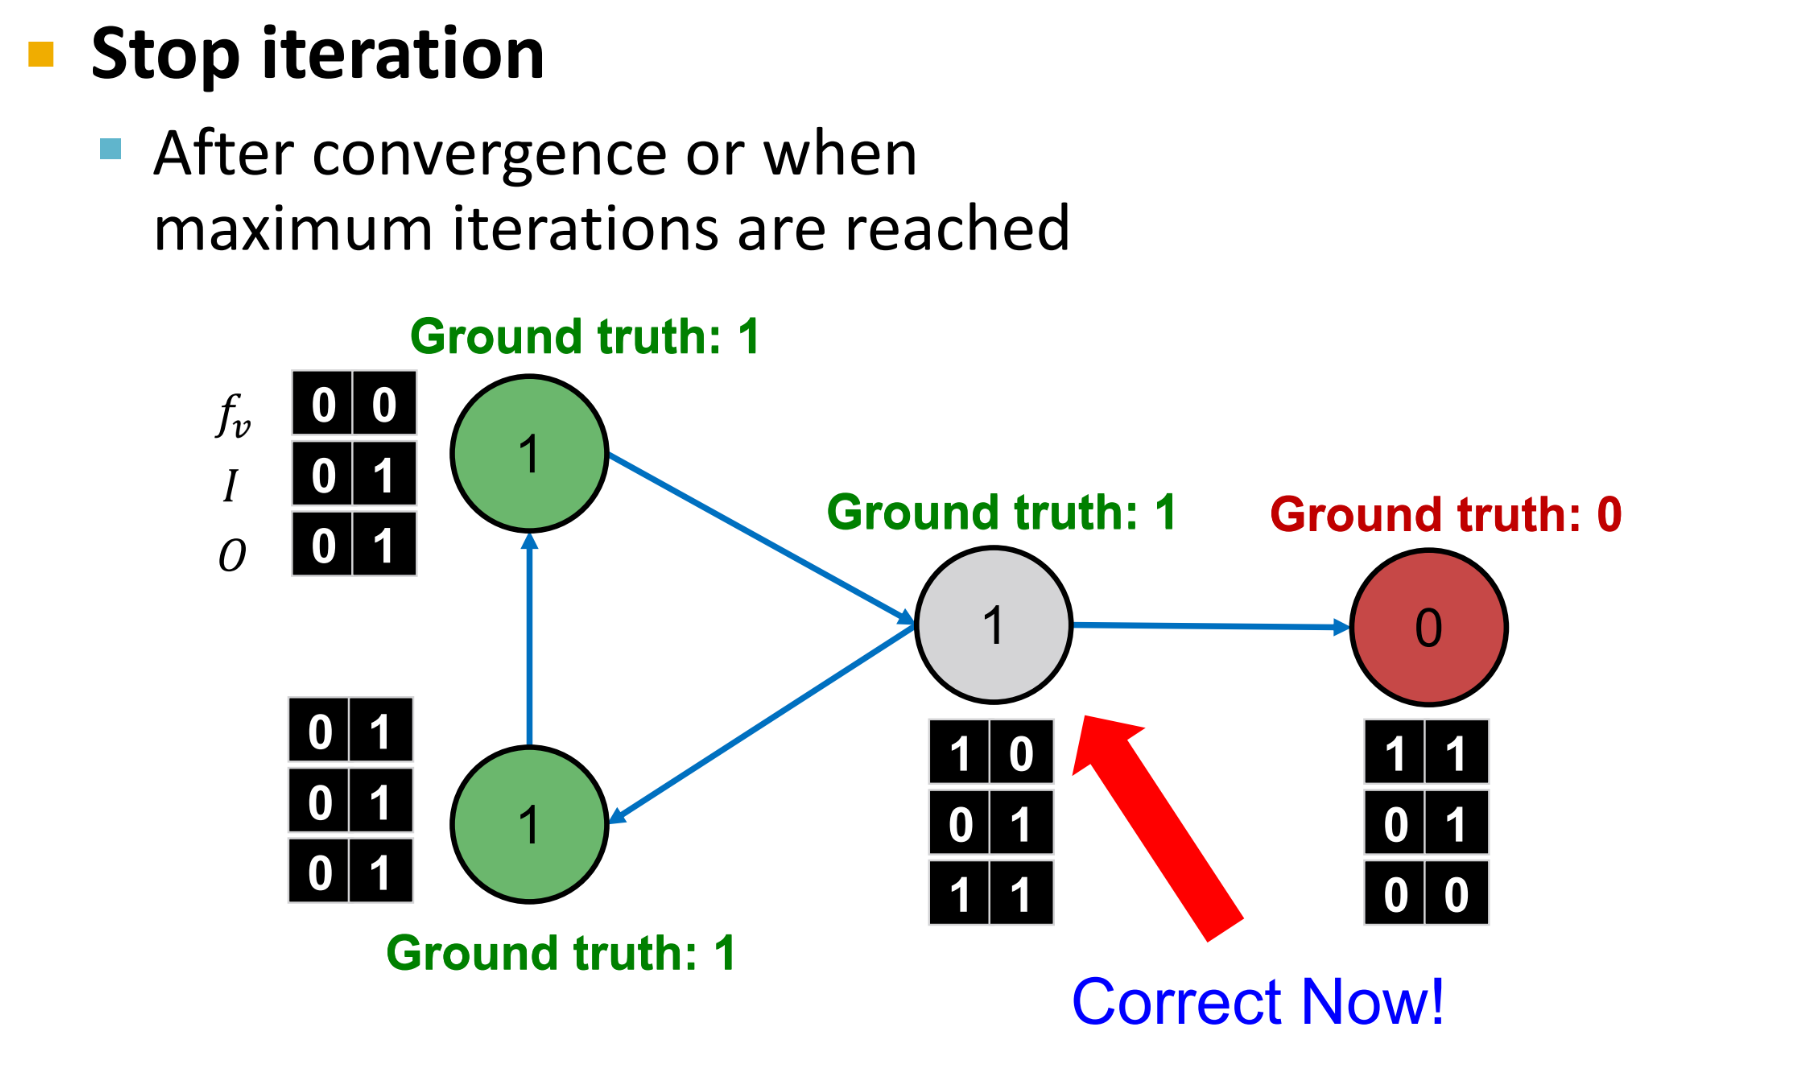 Stop iteration
After convergence or when
maximum iterations are reached
Ground truth: 1
f_v 0 0
I 0 1
O 0 1
1
Ground truth: 1
1
Ground truth: 0
0
0 1
0 1
0 1
1
Ground truth: 1
1 0
0 1
1 1
1 1
0 1
0 0
Correct Now!